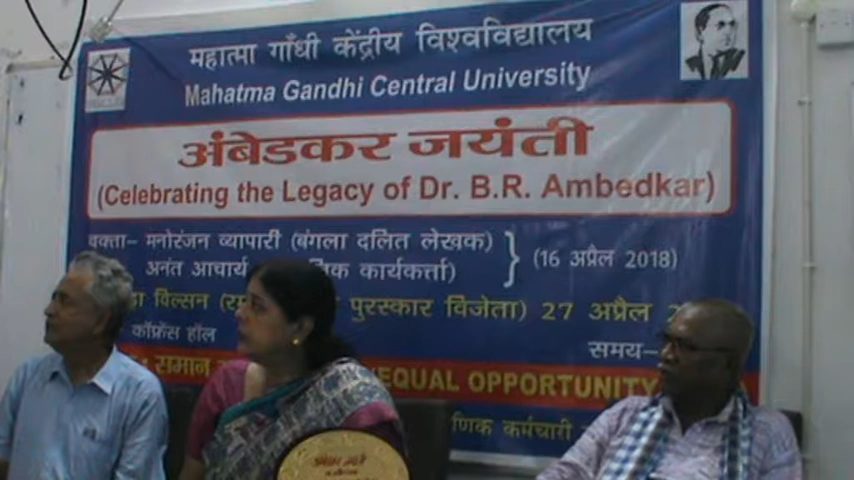 महात्मा गाँधी केंद्रीय विश्वविद्यालय
Mahatma Gandhi Central University
अंबेडकर जयंती
(Celebrating the Legacy of Dr. B.R. Ambedkar)
वक्ता- मनोरंजन व्यापारी (बंगला दलित लेखक)
अनंत आचार्य कार्यकर्त्ता) (16 अप्रैल 2018)
विल्सन पुरस्कार विजेता) 27 अप्रैल
कॉफ्रेंस हॉल
समय-
समान EQUAL OPPORTUNITY
कर्मचारी